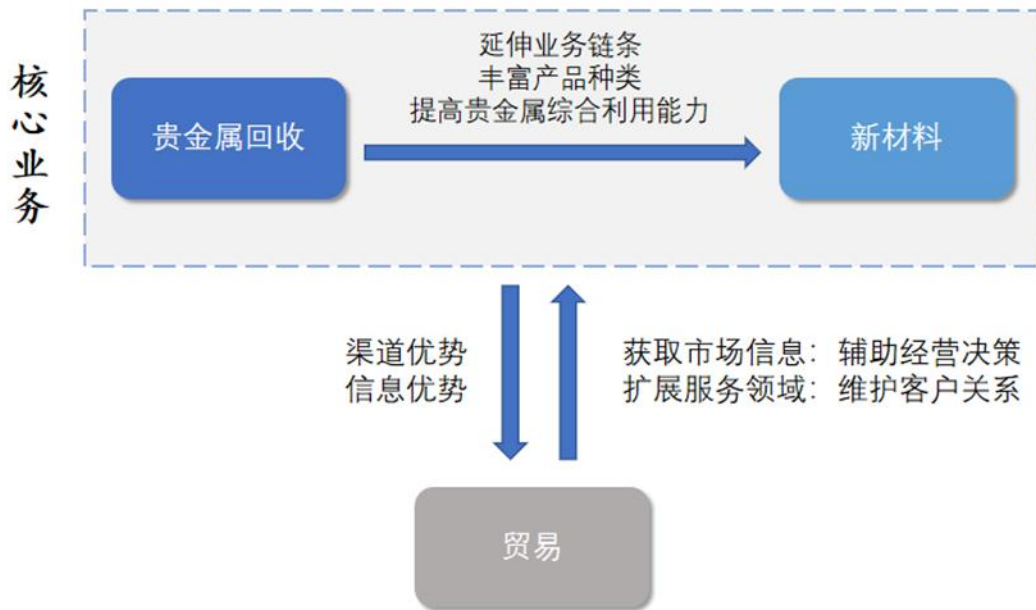 核心业务
延伸业务链条
丰富产品种类
提高贵金属综合利用能力
贵金属回收
新材料
渠道优势
信息优势
获取市场信息：辅助经营决策
扩展服务领域：维护客户关系
贸易